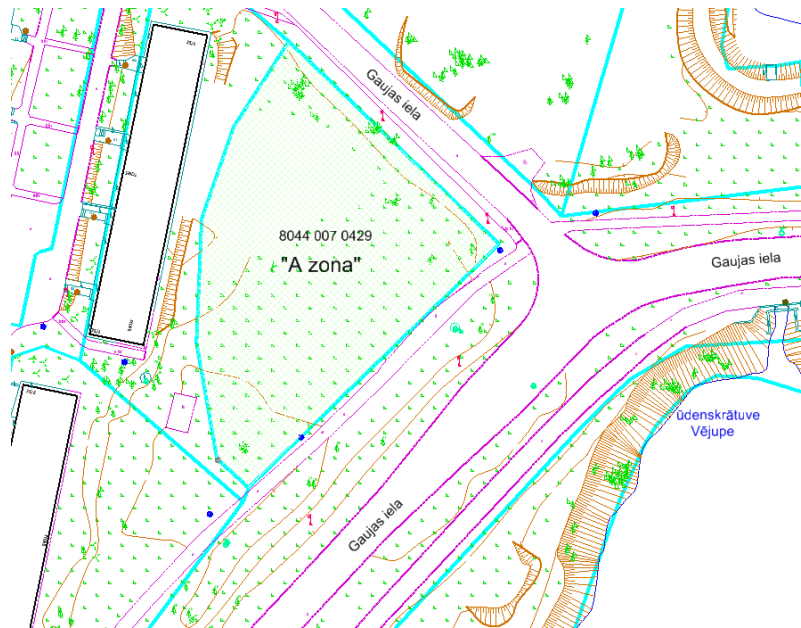 Gaujas iela
8044 007 0429
"A zona"
Gaujas iela
ūdenskrātuve
Vējupe
Gaujas iela